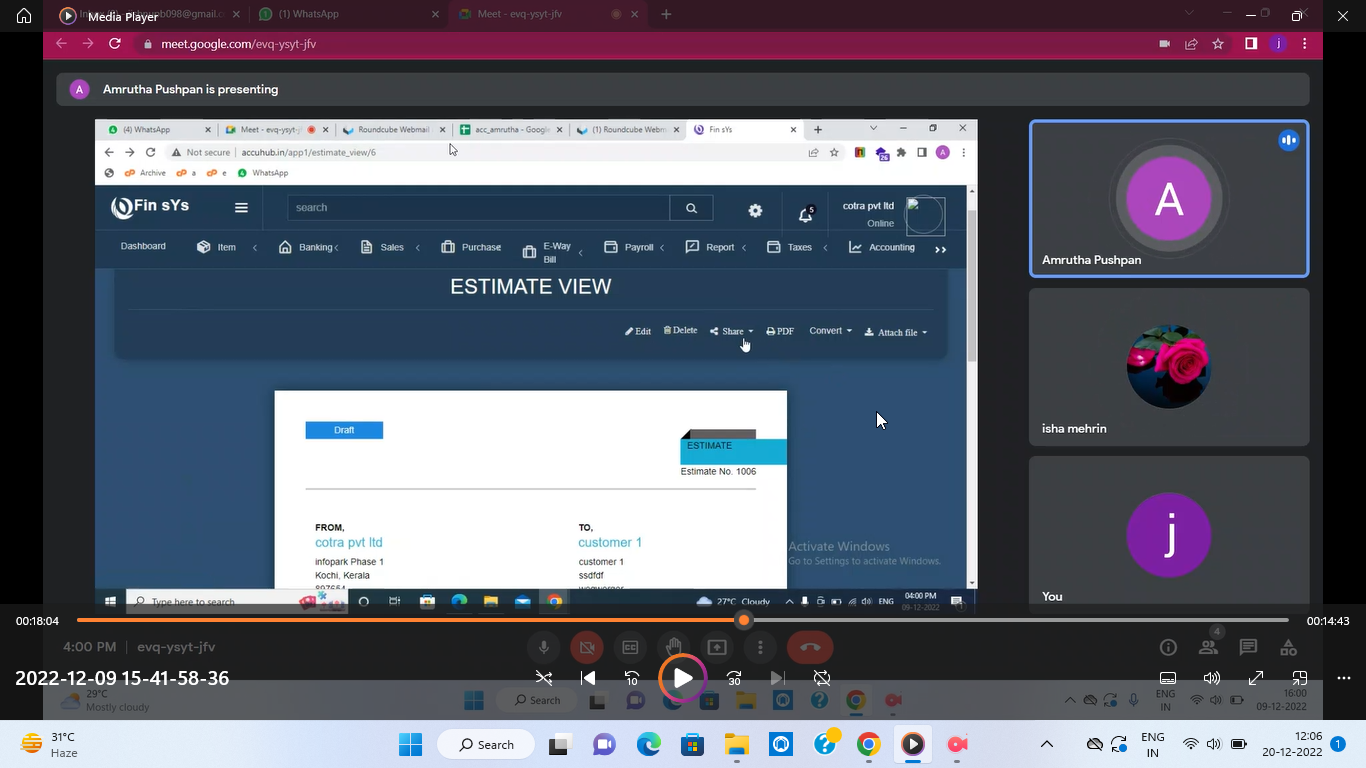 Media Player
pb098@gmail.c
(1) WhatsApp
Meet - evq-ysyt-jfv
meet.google.com/evq-ysyt-jfv
j
A
Amrutha Pushpan is presenting
(4) WhatsApp
Meet - evq-ysyt-j
Roundcube Webmail
acc_amrutha - Google
(1) Roundcube Webm
Fin sYs
Not secure
accuhub.in/app1/estimate_view/6
26
A
Archive
a
e
WhatsApp
Fin sYs
search
5
cotra pvt ltd
Online
Dashboard
Item
Banking
Sales
Purchase
E-Way Bill
Payroll
Report
Taxes
Accounting
ESTIMATE VIEW
Edit
Delete
Share
PDF
Convert
Attach file
Draft
ESTIMATE
Estimate No. 1006
FROM,
TO,
cotra pvt ltd
customer 1
infopark Phase 1
customer 1
Kochi, Kerala
ssdfdf
Activate Windows
Go to Settings to activate Windows.
Type here to search
27°C Cloudy
ENG
04:00 PM
09-12-2022
A
Amrutha Pushpan
isha mehrin
j
You
00:18:04
00:14:43
4:00 PM | evq-ysyt-jfv
4
2022-12-09 15-41-58-36
10
30
29°C
Mostly cloudy
Search
ENG
IN
16:00
09-12-2022
31°C
Haze
Search
ENG
IN
12:06
20-12-2022
1